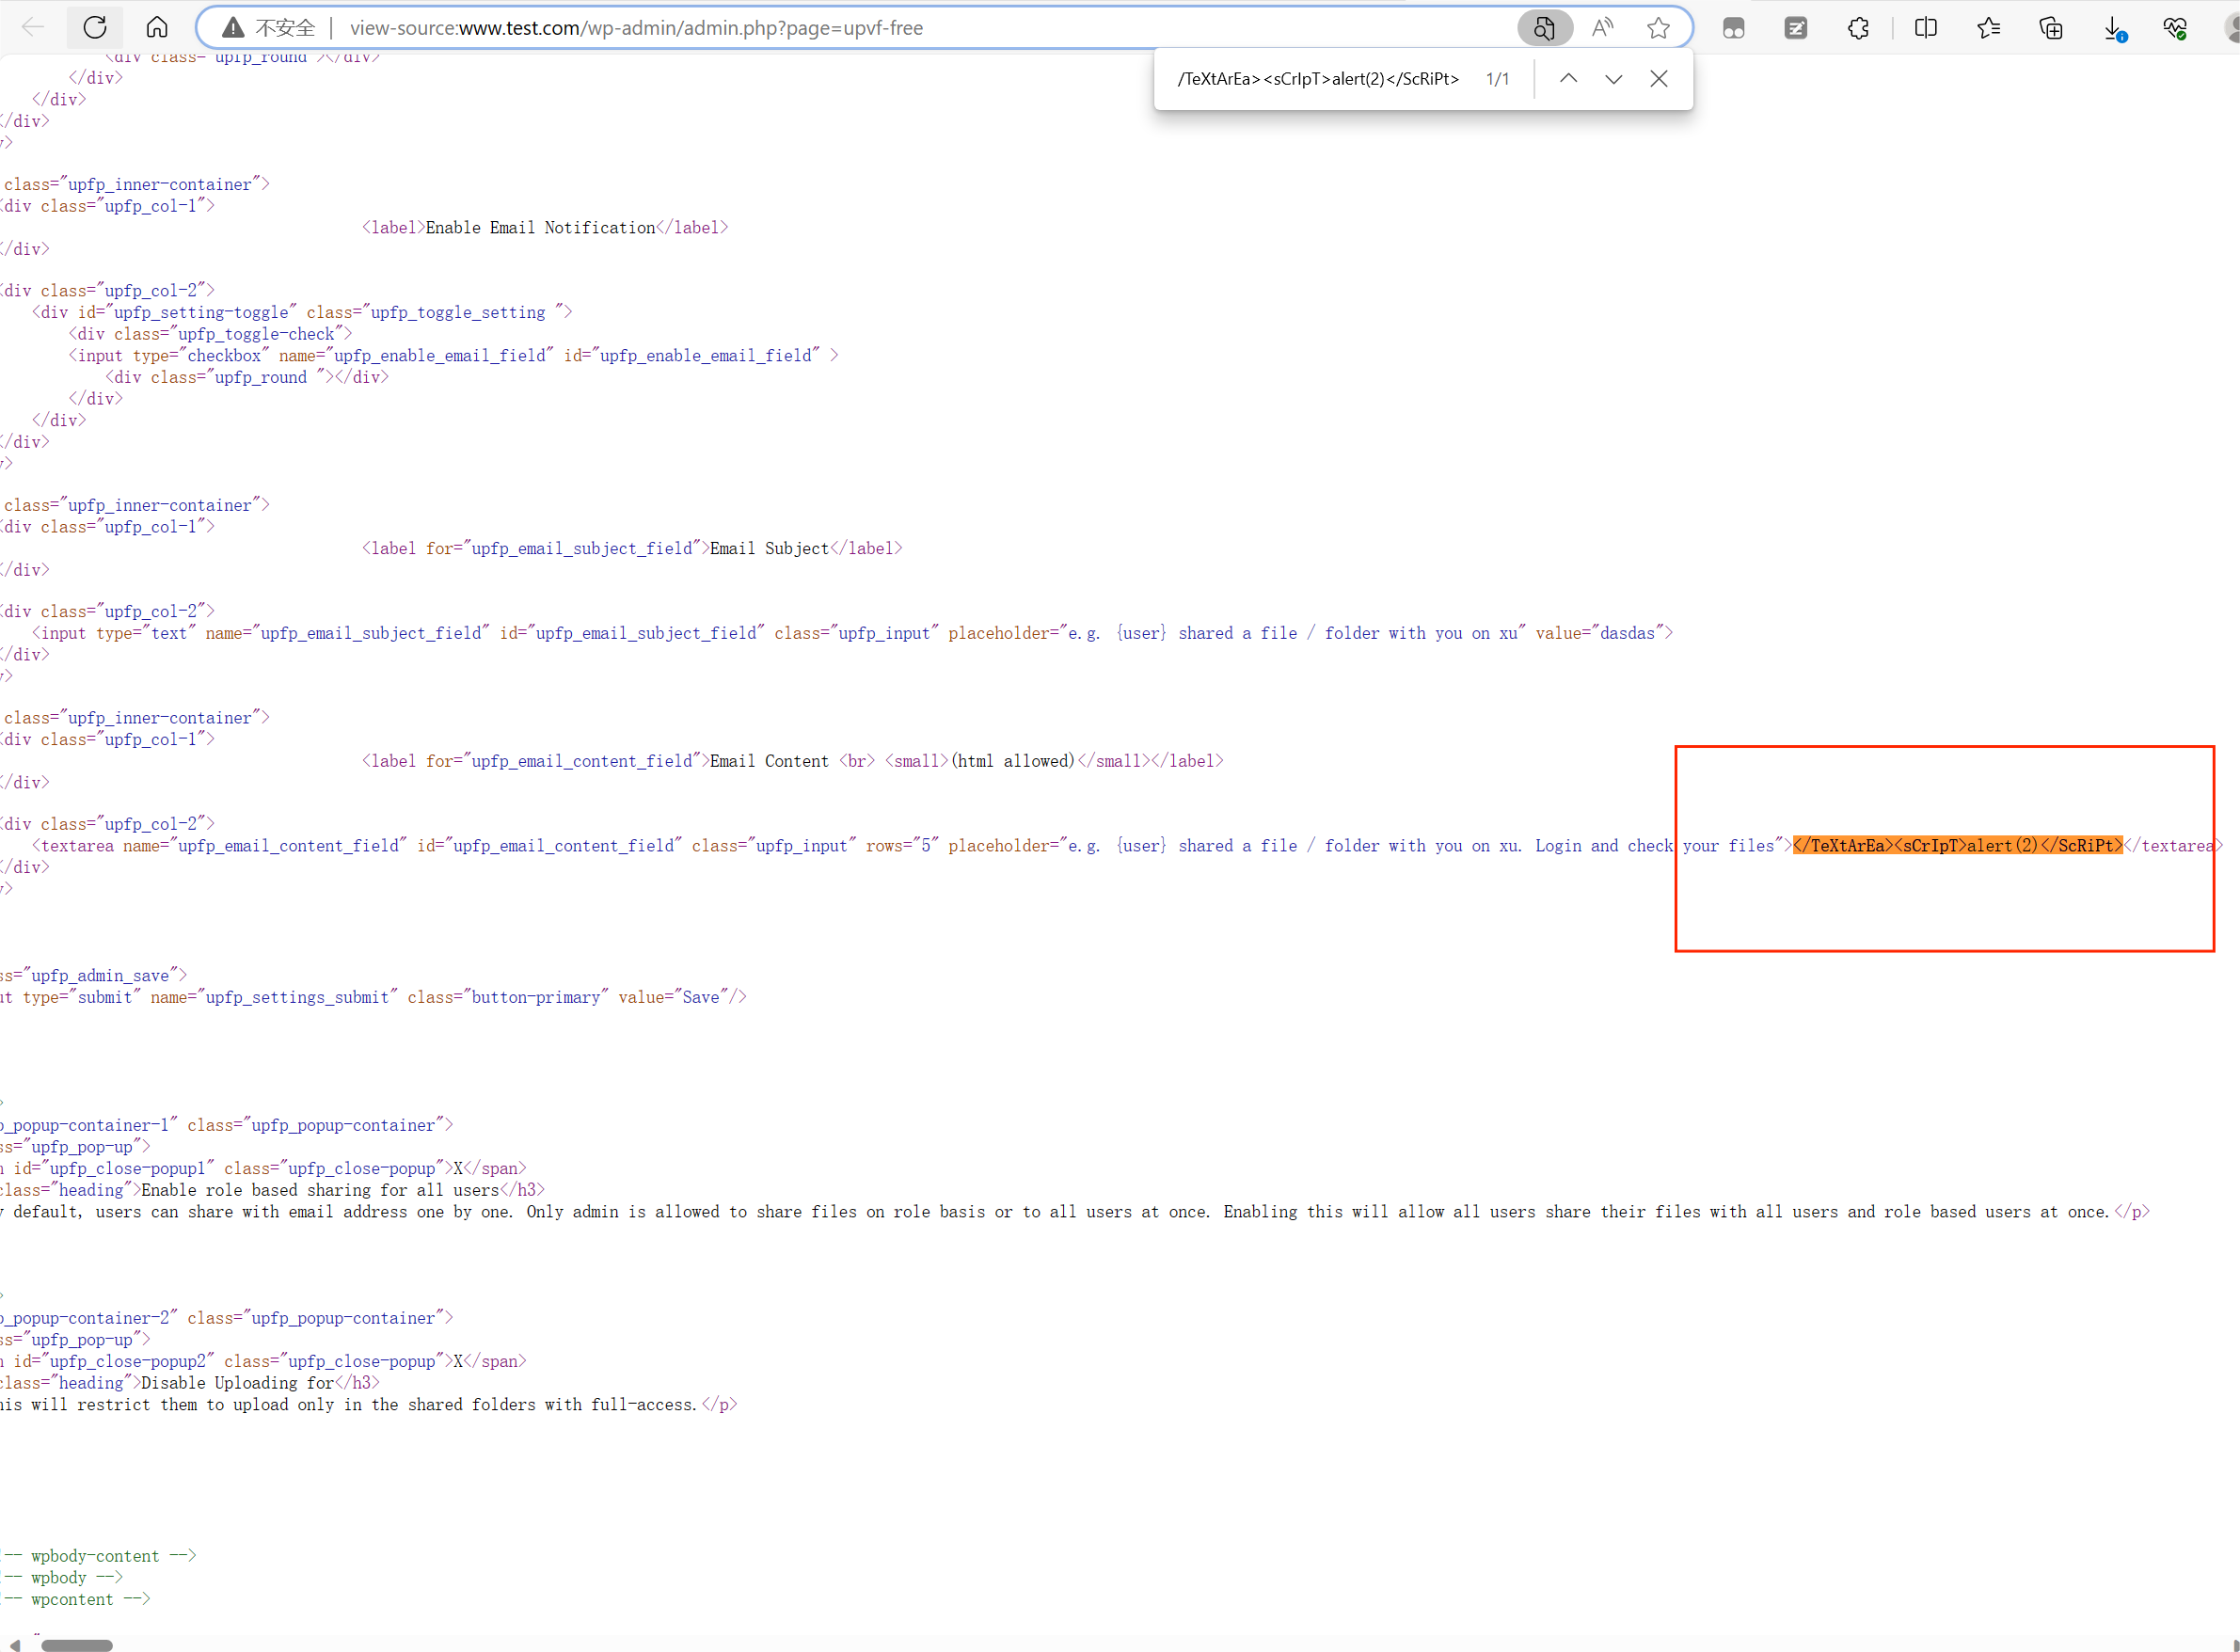 不安全 | view-source:www.test.com/wp-admin/admin.php?page=upvf-free
/TeXtArEa><sCrIpT>alert(2)</ScRiPt> 1/1
<div class="upfp_round "></div>
</div>
</div>
</div>
v>
class="upfp_inner-container">
<div class="upfp_col-1">
<label>Enable Email Notification</label>
</div>
<div class="upfp_col-2">
<div id="upfp_setting-toggle" class="upfp_toggle_setting ">
<div class="upfp_toggle-check">
<input type="checkbox" name="upfp_enable_email_field" id="upfp_enable_email_field" >
<div class="upfp_round "></div>
</div>
</div>
</div>
v>
class="upfp_inner-container">
<div class="upfp_col-1">
<label for="upfp_email_subject_field">Email Subject</label>
</div>
<div class="upfp_col-2">
<input type="text" name="upfp_email_subject_field" id="upfp_email_subject_field" class="upfp_input" placeholder="e.g. {user} shared a file / folder with you on xu" value="dasdas">
</div>
v>
class="upfp_inner-container">
<div class="upfp_col-1">
<label for="upfp_email_content_field">Email Content <br> <small>(html allowed)</small></label>
</div>
<div class="upfp_col-2">
<textarea name="upfp_email_content_field" id="upfp_email_content_field" class="upfp_input" rows="5" placeholder="e.g. {user} shared a file / folder with you on xu. Login and check your files"></TeXtArEa><sCrIpT>alert(2)</ScRiPt></textarea>
</div>
v>
ss="upfp_admin_save">
ut type="submit" name="upfp_settings_submit" class="button-primary" value="Save"/>
>
p_popup-container-1" class="upfp_popup-container">
ss="upfp_pop-up">
n id="upfp_close-popup1" class="upfp_close-popup">X</span>
class="heading">Enable role based sharing for all users</h3>
y default, users can share with email address one by one. Only admin is allowed to share files on role basis or to all users at once. Enabling this will allow all users share their files with all users and role based users at once.</p>
>
p_popup-container-2" class="upfp_popup-container">
ss="upfp_pop-up">
n id="upfp_close-popup2" class="upfp_close-popup">X</span>
class="heading">Disable Uploading for</h3>
his will restrict them to upload only in the shared folders with full-access.</p>
!-- wpbody-content -->
!-- wpbody -->
!-- wpcontent -->